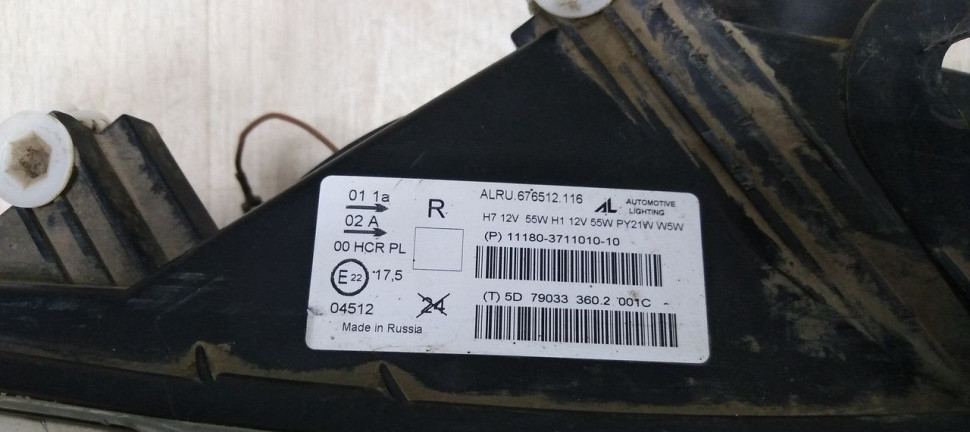 01 1a
02 A
00 HCR PL
E 22 17,5
04512
Made in Russia
R
24
ALRU.676512.116
AL AUTOMOTIVE LIGHTING
H7 12V 55W H1 12V 55W PY21W W5W
(P) 11180-3711010-10
(T) 5D 79033 360.2 001C -